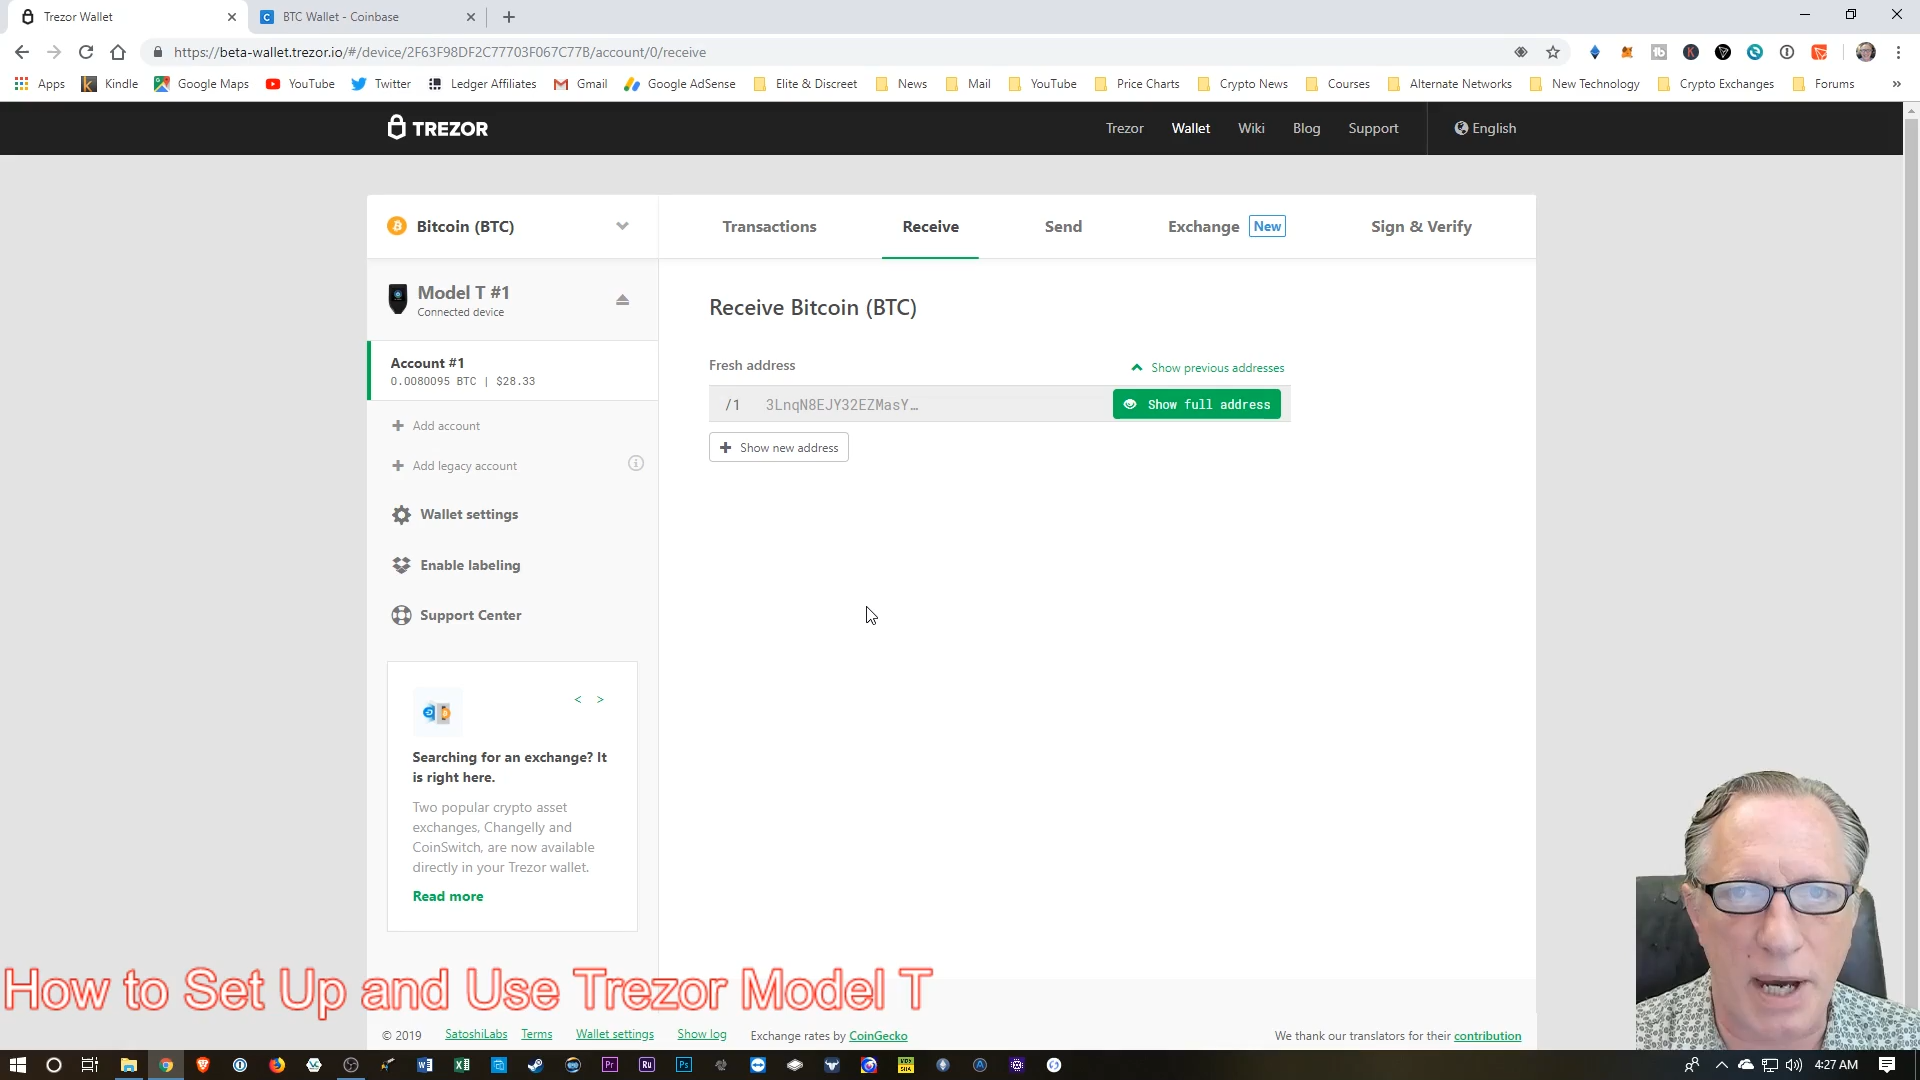 Trezor Wallet
BTC Wallet - Coinbase
https://beta-wallet.trezor.io/#/device/2F63F98DF2C77703F067C77B/account/0/receive
Apps Kindle Google Maps YouTube Twitter Ledger Affiliates Gmail Google AdSense Elite & Discreet News Mail YouTube Price Charts Crypto News Courses Alternate Networks New Technology Crypto Exchanges Forums »
TREZOR
Trezor Wallet Wiki Blog Support English
Bitcoin (BTC)
Transactions Receive Send Exchange New Sign & Verify
Model T #1
Connected device
Account #1
0.0080095 BTC | $28.33
+ Add account
+ Add legacy account
Wallet settings
Enable labeling
Support Center
Receive Bitcoin (BTC)
Fresh address
Show previous addresses
/1 3LnqN8EJY32EZMasY… Show full address
+ Show new address
< >
Searching for an exchange? It
is right here.
Two popular crypto asset
exchanges, Changelly and
CoinSwitch, are now available
directly in your Trezor wallet.
Read more
How to Set Up and Use Trezor Model T
© 2019 SatoshiLabs Terms Wallet settings Show log Exchange rates by CoinGecko
We thank our translators for their contribution
4:27 AM